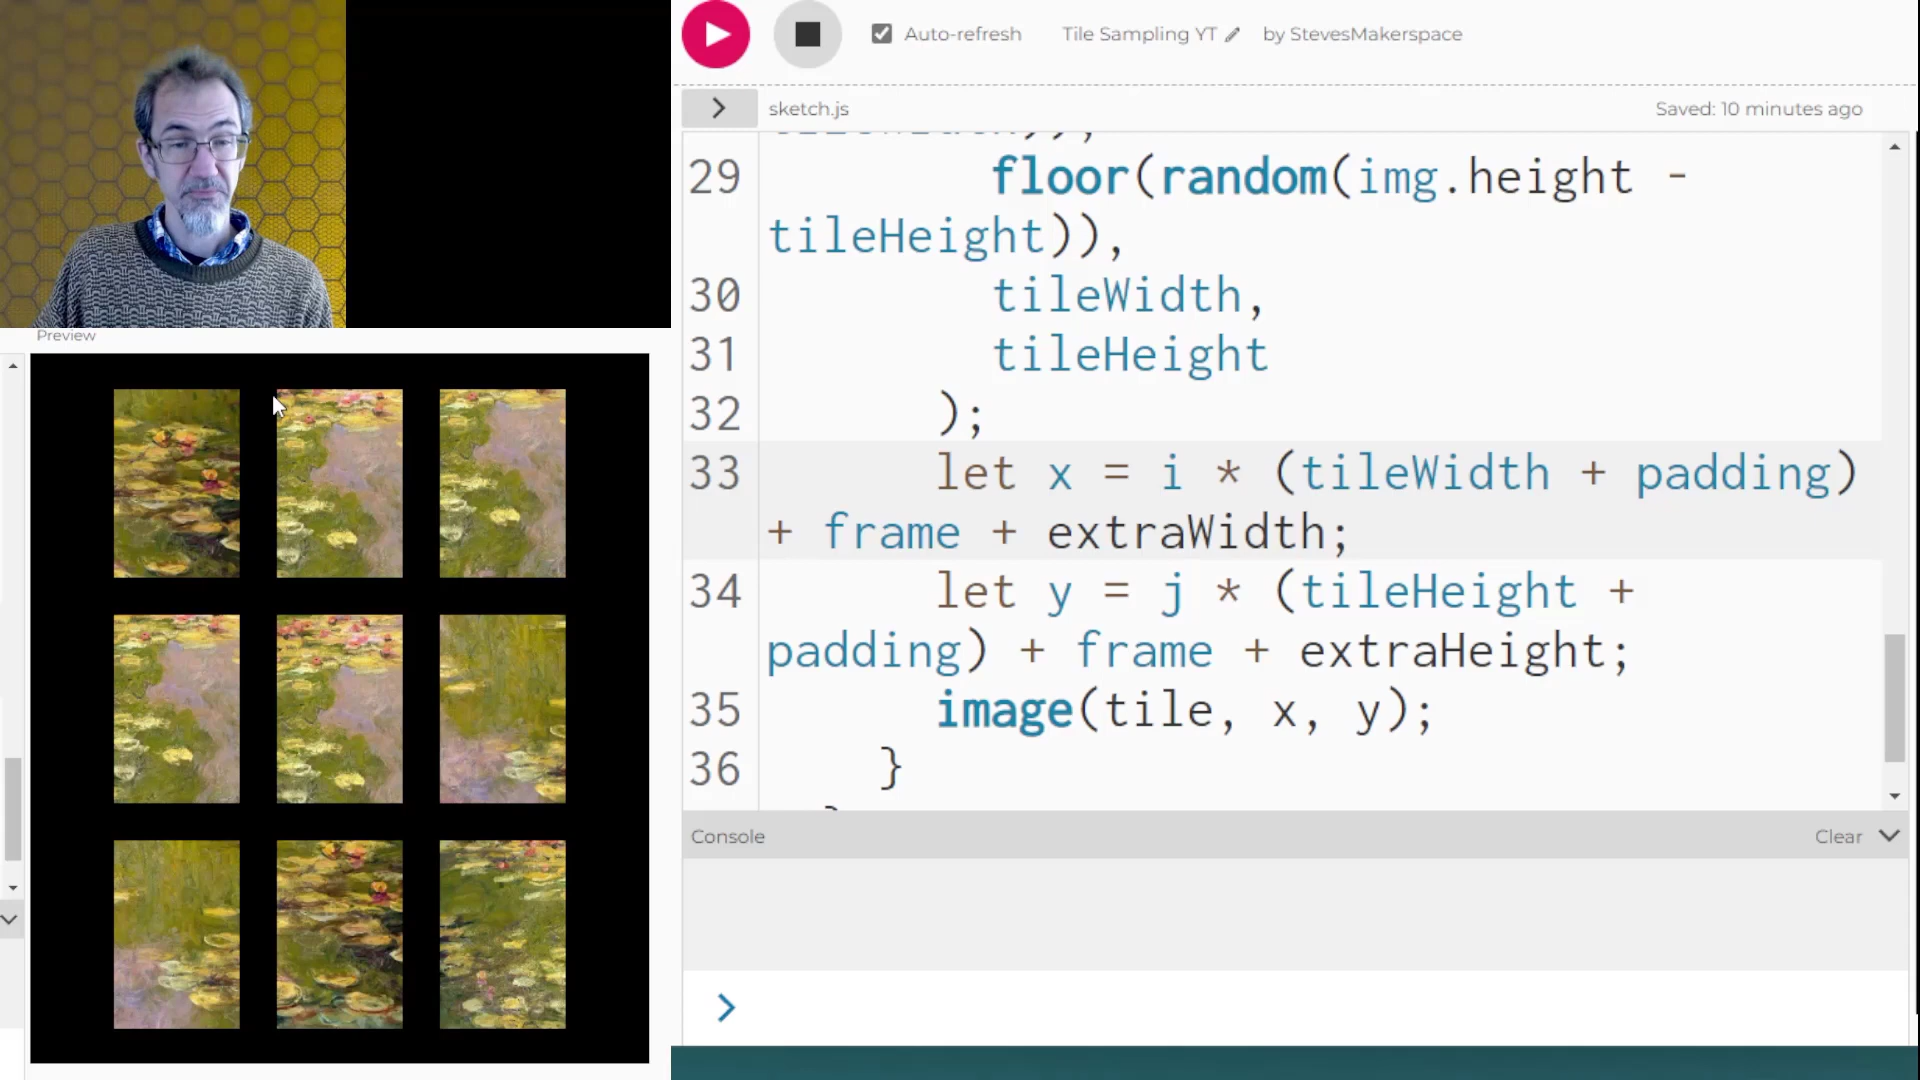 Auto-refresh
Tile Sampling YT
by StevesMakerspace
sketch.js
Saved: 10 minutes ago
29 floor(random(img.height -
tileHeight)),
30 tileWidth,
31 tileHeight
32 );
33 let x = i * (tileWidth + padding)
+ frame + extraWidth;
34 let y = j * (tileHeight +
padding) + frame + extraHeight;
35 image(tile, x, y);
36 }
Console
Clear
Preview